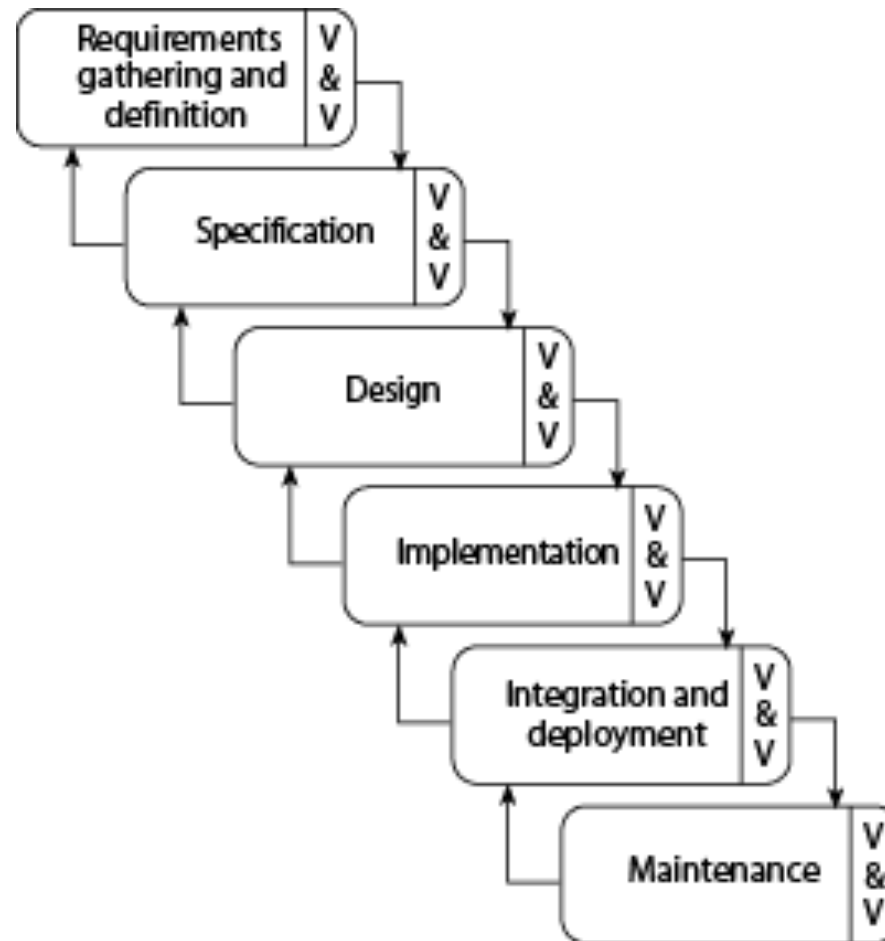 Requirements
gathering and
definition
V
&
V
Specification
V
&
V
Design
V
&
V
Implementation
V
&
V
Integration and
deployment
V
&
V
Maintenance
V
&
V